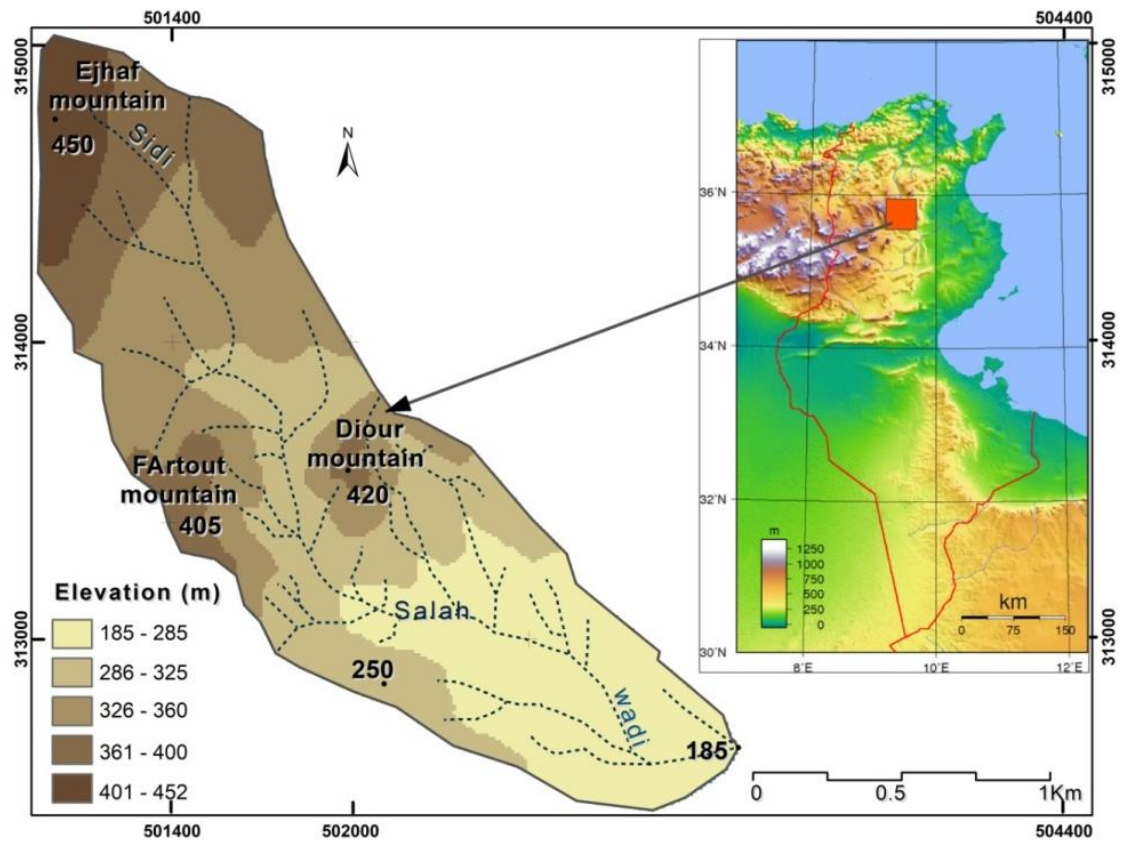 501400
504400
315000
315000
Ejhaf
mountain
450
Sidi
N
36°N
34°N
32°N
30°N
8°E
10°E
12°E
m
1250
1000
750
500
250
0
km
0 75 150
314000
314000
Diour
mountain
420
FArtout
mountain
405
Elevation (m)
185 - 285
286 - 325
326 - 360
361 - 400
401 - 452
Salah
wadi
250
185
313000
313000
0 0.5 1Km
501400
502000
504400